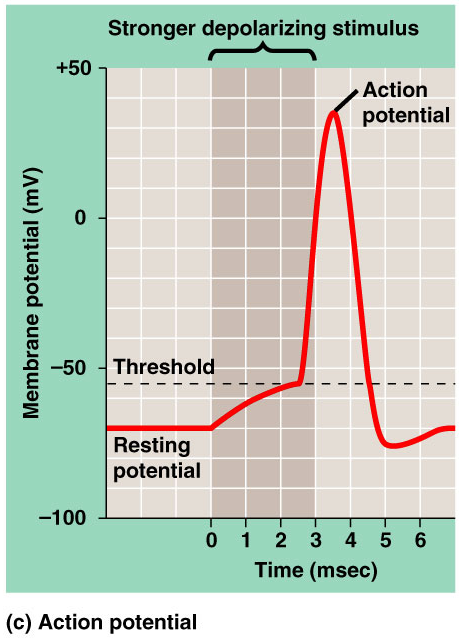 Stronger depolarizing stimulus
+50
Action
potential
0
Membrane potential (mV)
–50
Threshold
Resting
potential
–100
0 1 2 3 4 5 6
Time (msec)
(c) Action potential